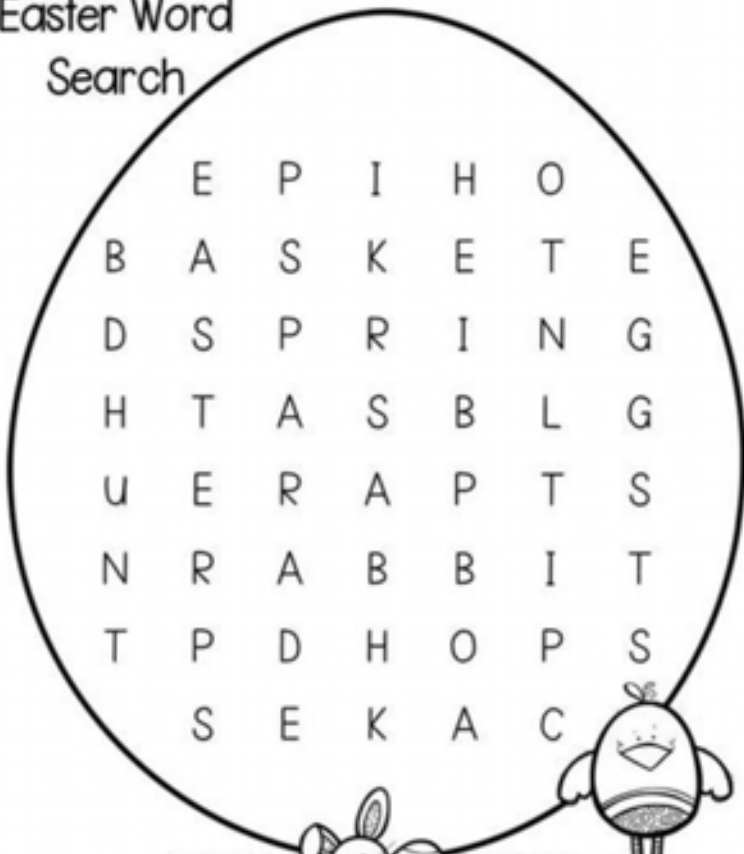 Easter Word
Search
E P I H O
B A S K E T E
D S P R I N G
H T A S B L G
u E R A P T S
N R A B B I T
T P D H O P S
S E K A C